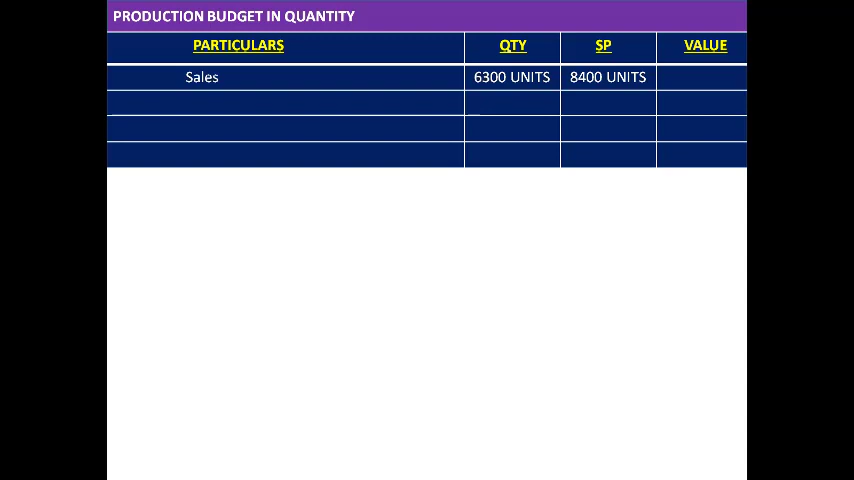 PRODUCTION BUDGET IN QUANTITY
PARTICULARS QTY SP VALUE
Sales 6300 UNITS 8400 UNITS